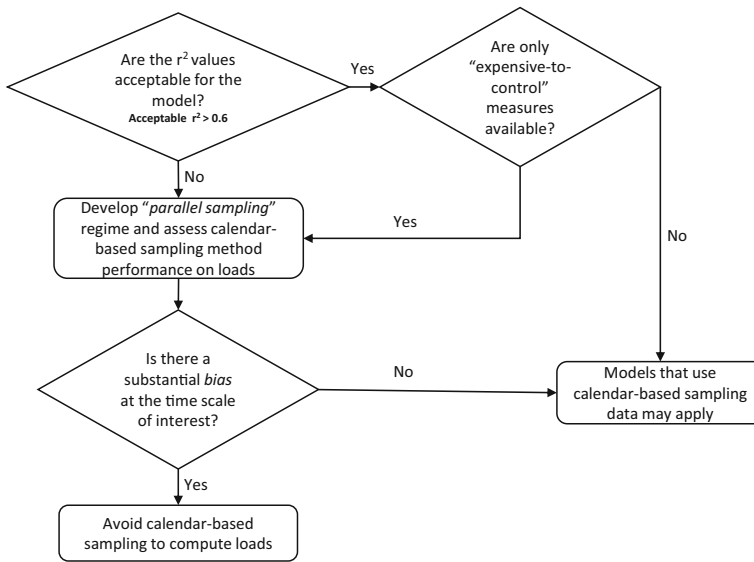 Are the r² values
acceptable for the
model?
Acceptable r² > 0.6
Yes
Are only
“expensive-to-
control”
measures
available?
No
Develop “parallel sampling”
regime and assess calendar-
based sampling method
performance on loads
Yes
No
Is there a
substantial bias
at the time scale
of interest?
No
Models that use
calendar-based sampling
data may apply
Yes
Avoid calendar-based
sampling to compute loads